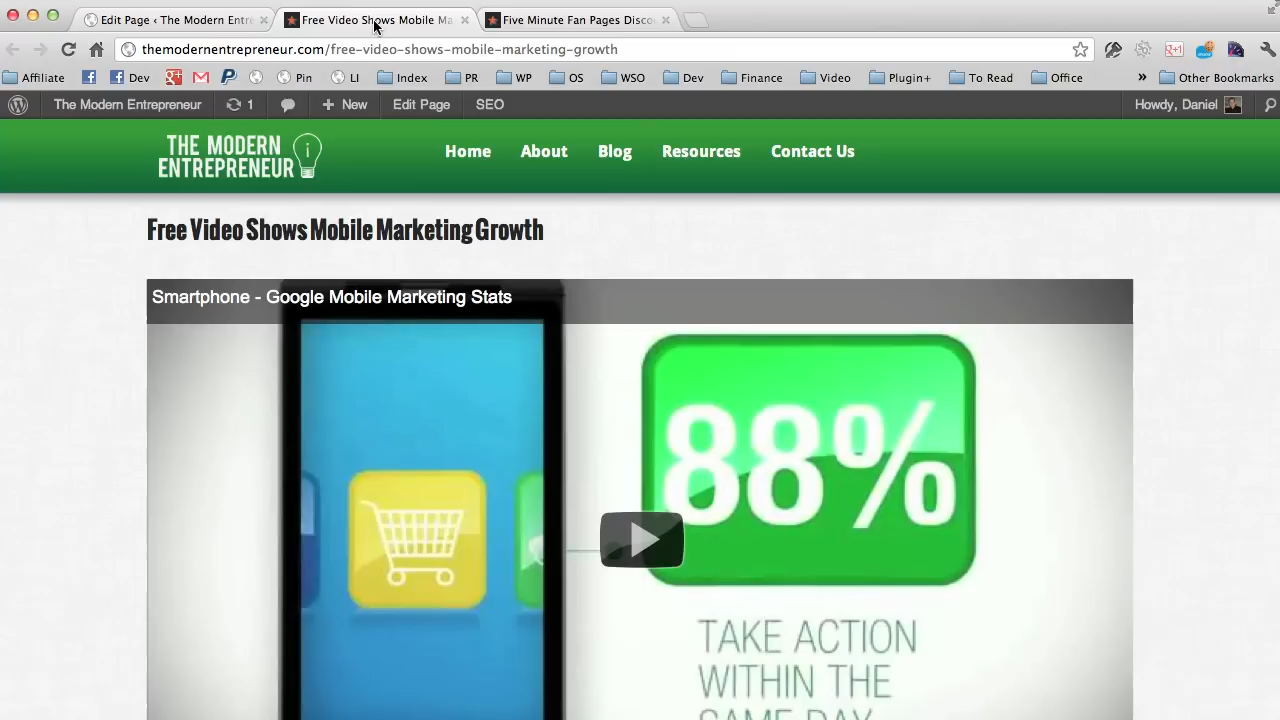 Edit Page ‹ The Modern Entre
Free Video Shows Mobile Ma
Five Minute Fan Pages Disco
themodernentrepreneur.com/free-video-shows-mobile-marketing-growth
Affiliate Dev Pin LI Index PR WP OS WSO Dev Finance Video Plugin+ To Read Office » Other Bookmarks
The Modern Entrepreneur 1 + New Edit Page SEO Howdy, Daniel
THE MODERN
ENTREPRENEUR
Home About Blog Resources Contact Us
Free Video Shows Mobile Marketing Growth
Smartphone - Google Mobile Marketing Stats
88%
TAKE ACTION
WITHIN THE
SAME DAY